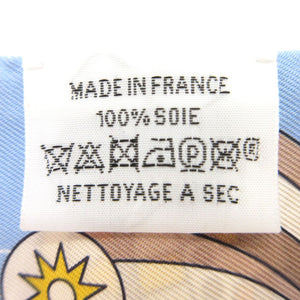 MADE IN FRANCE
100% SOIE
P
NETTOYAGE A SEC